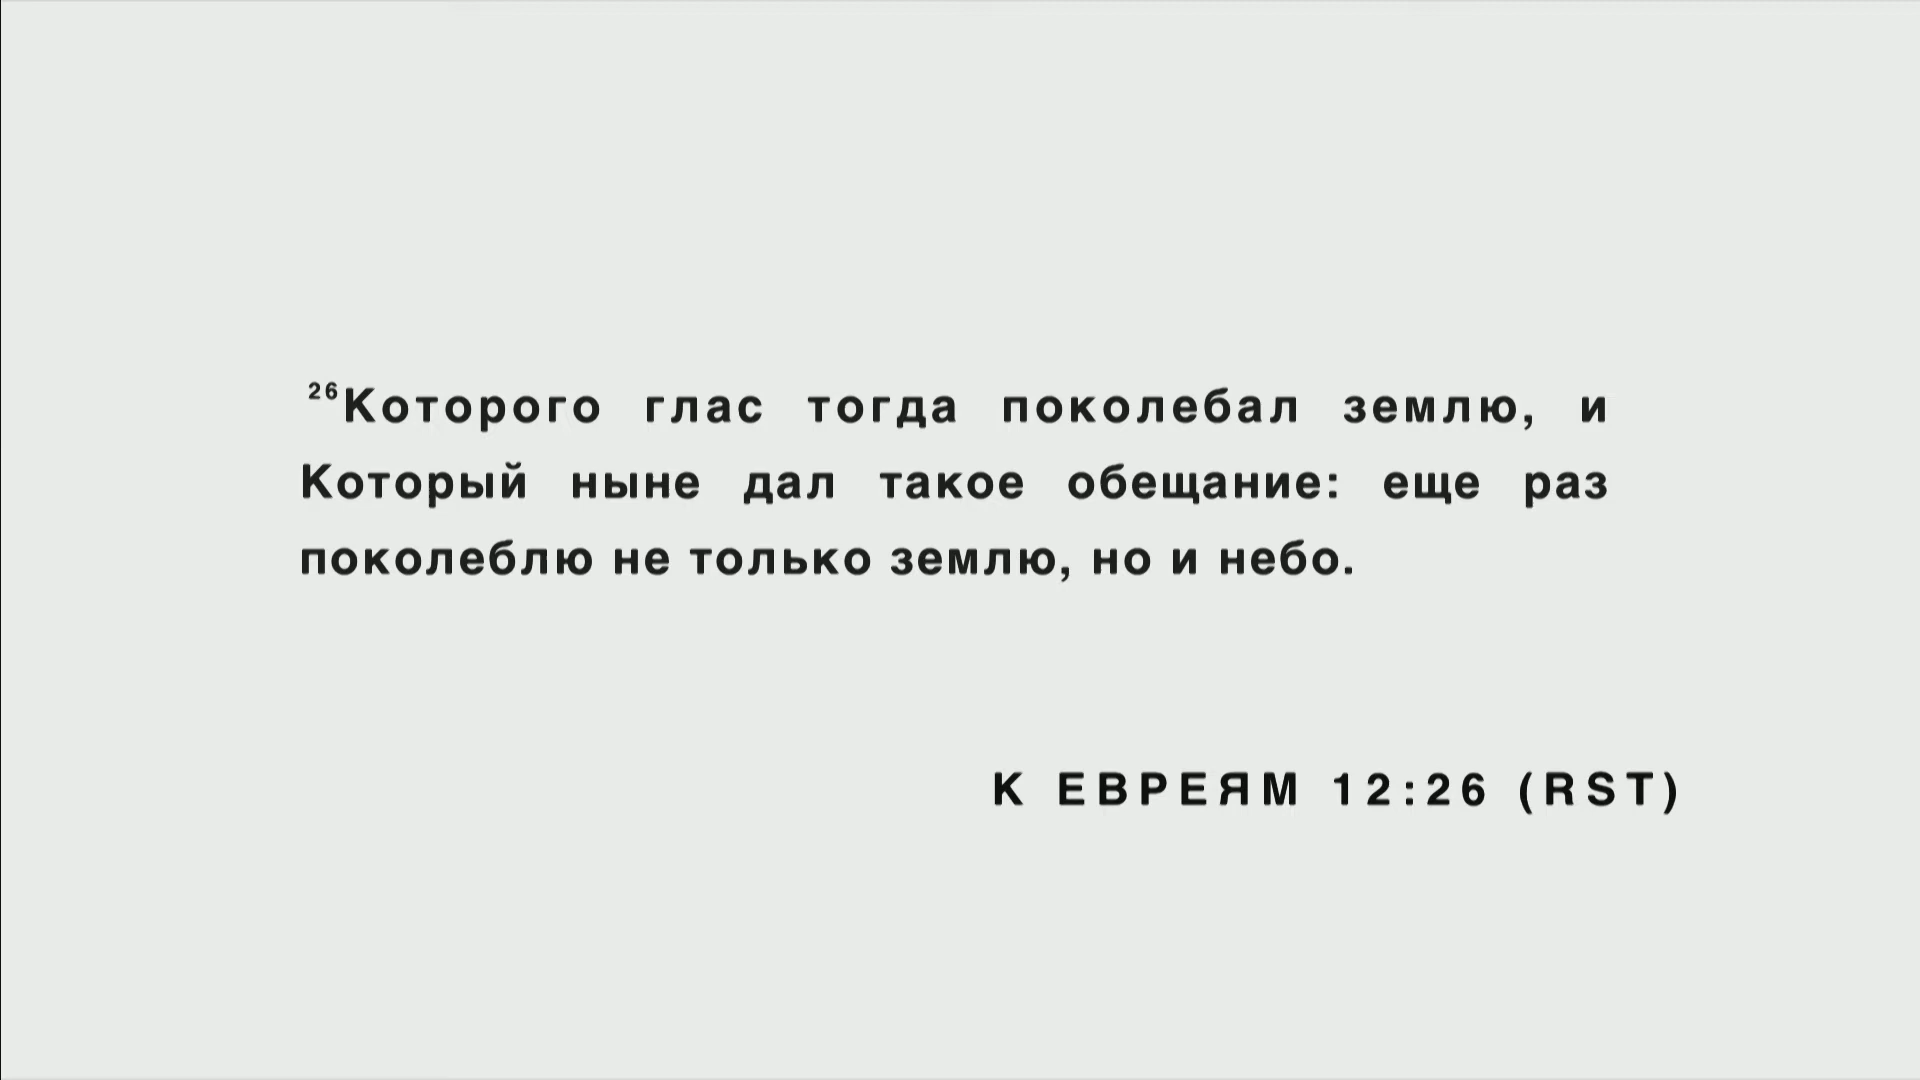 ²⁶Которого глас тогда поколебал землю, и
Который ныне дал такое обещание: еще раз
поколеблю не только землю, но и небо.
К ЕВРЕЯМ 12:26 (RST)